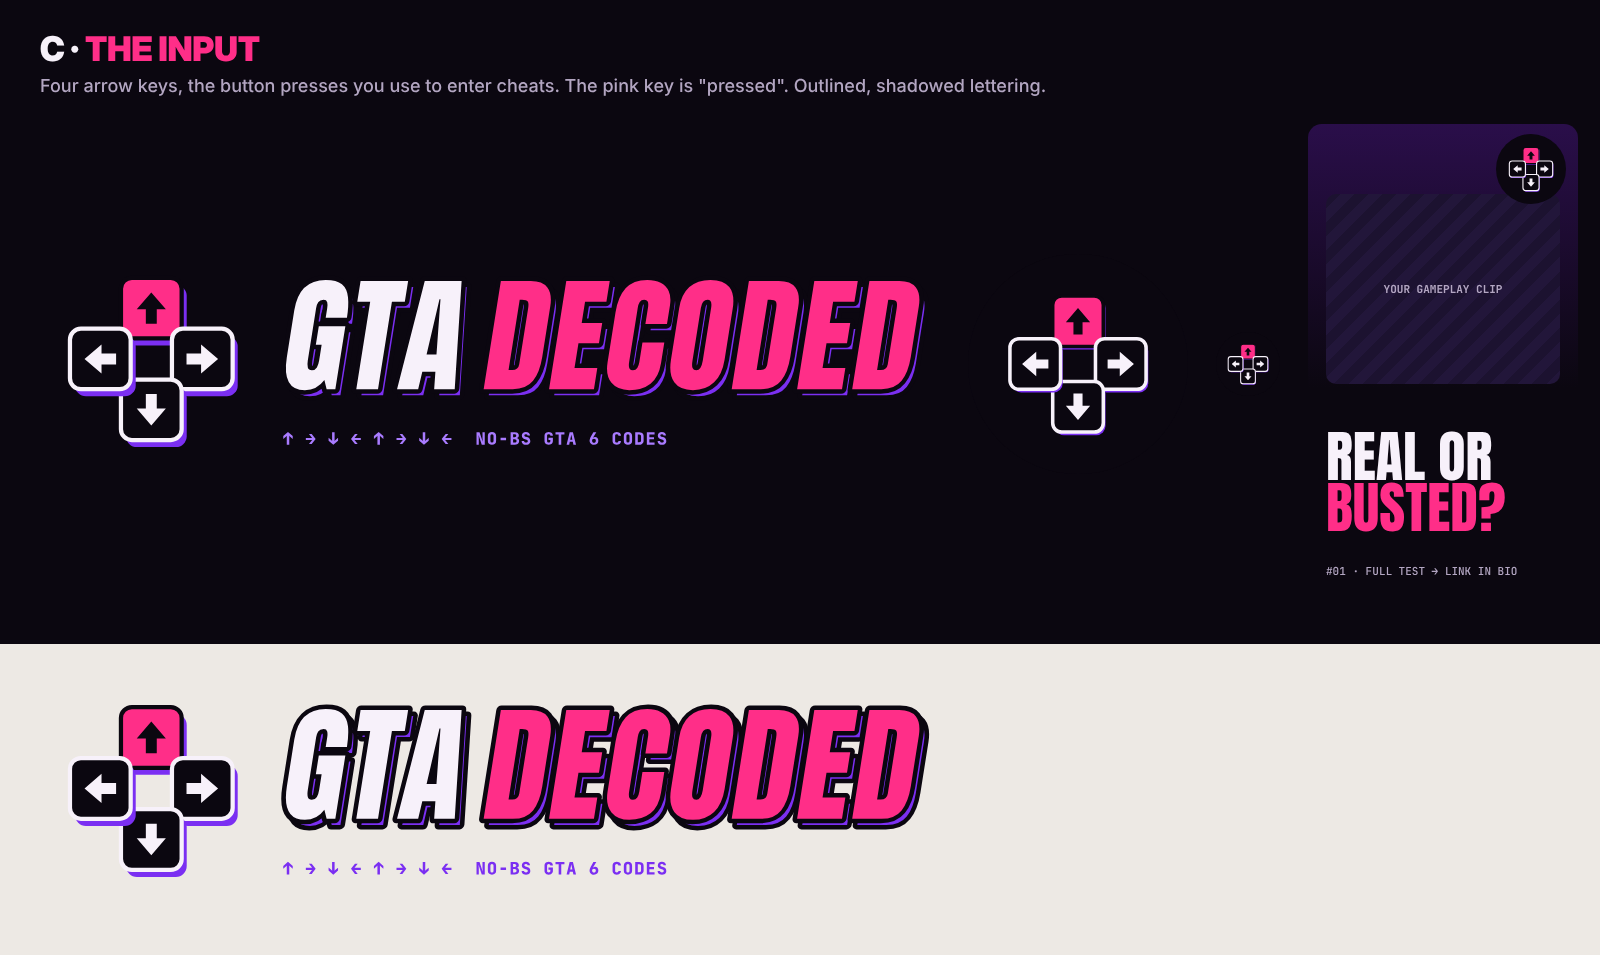 C · THE INPUT
Four arrow keys, the button presses you use to enter cheats. The pink key is "pressed". Outlined, shadowed lettering.
GTA DECODED
↑ → ↓ ← ↑ → ↓ ← NO-BS GTA 6 CODES
YOUR GAMEPLAY CLIP
REAL OR
BUSTED?
#01 · FULL TEST → LINK IN BIO
GTA DECODED
↑ → ↓ ← ↑ → ↓ ← NO-BS GTA 6 CODES